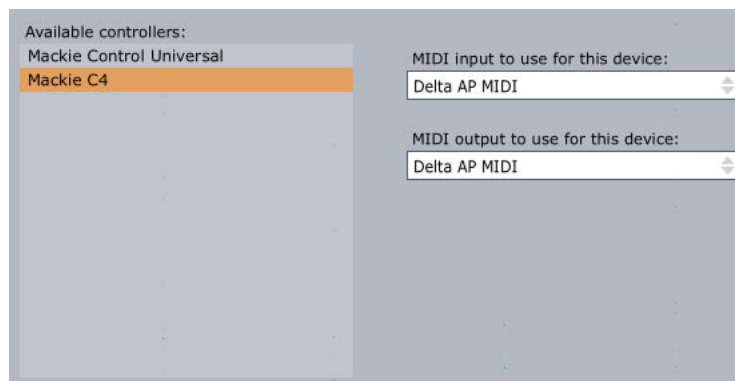 Available controllers:
Mackie Control Universal
Mackie C4
MIDI input to use for this device:
Delta AP MIDI
MIDI output to use for this device:
Delta AP MIDI